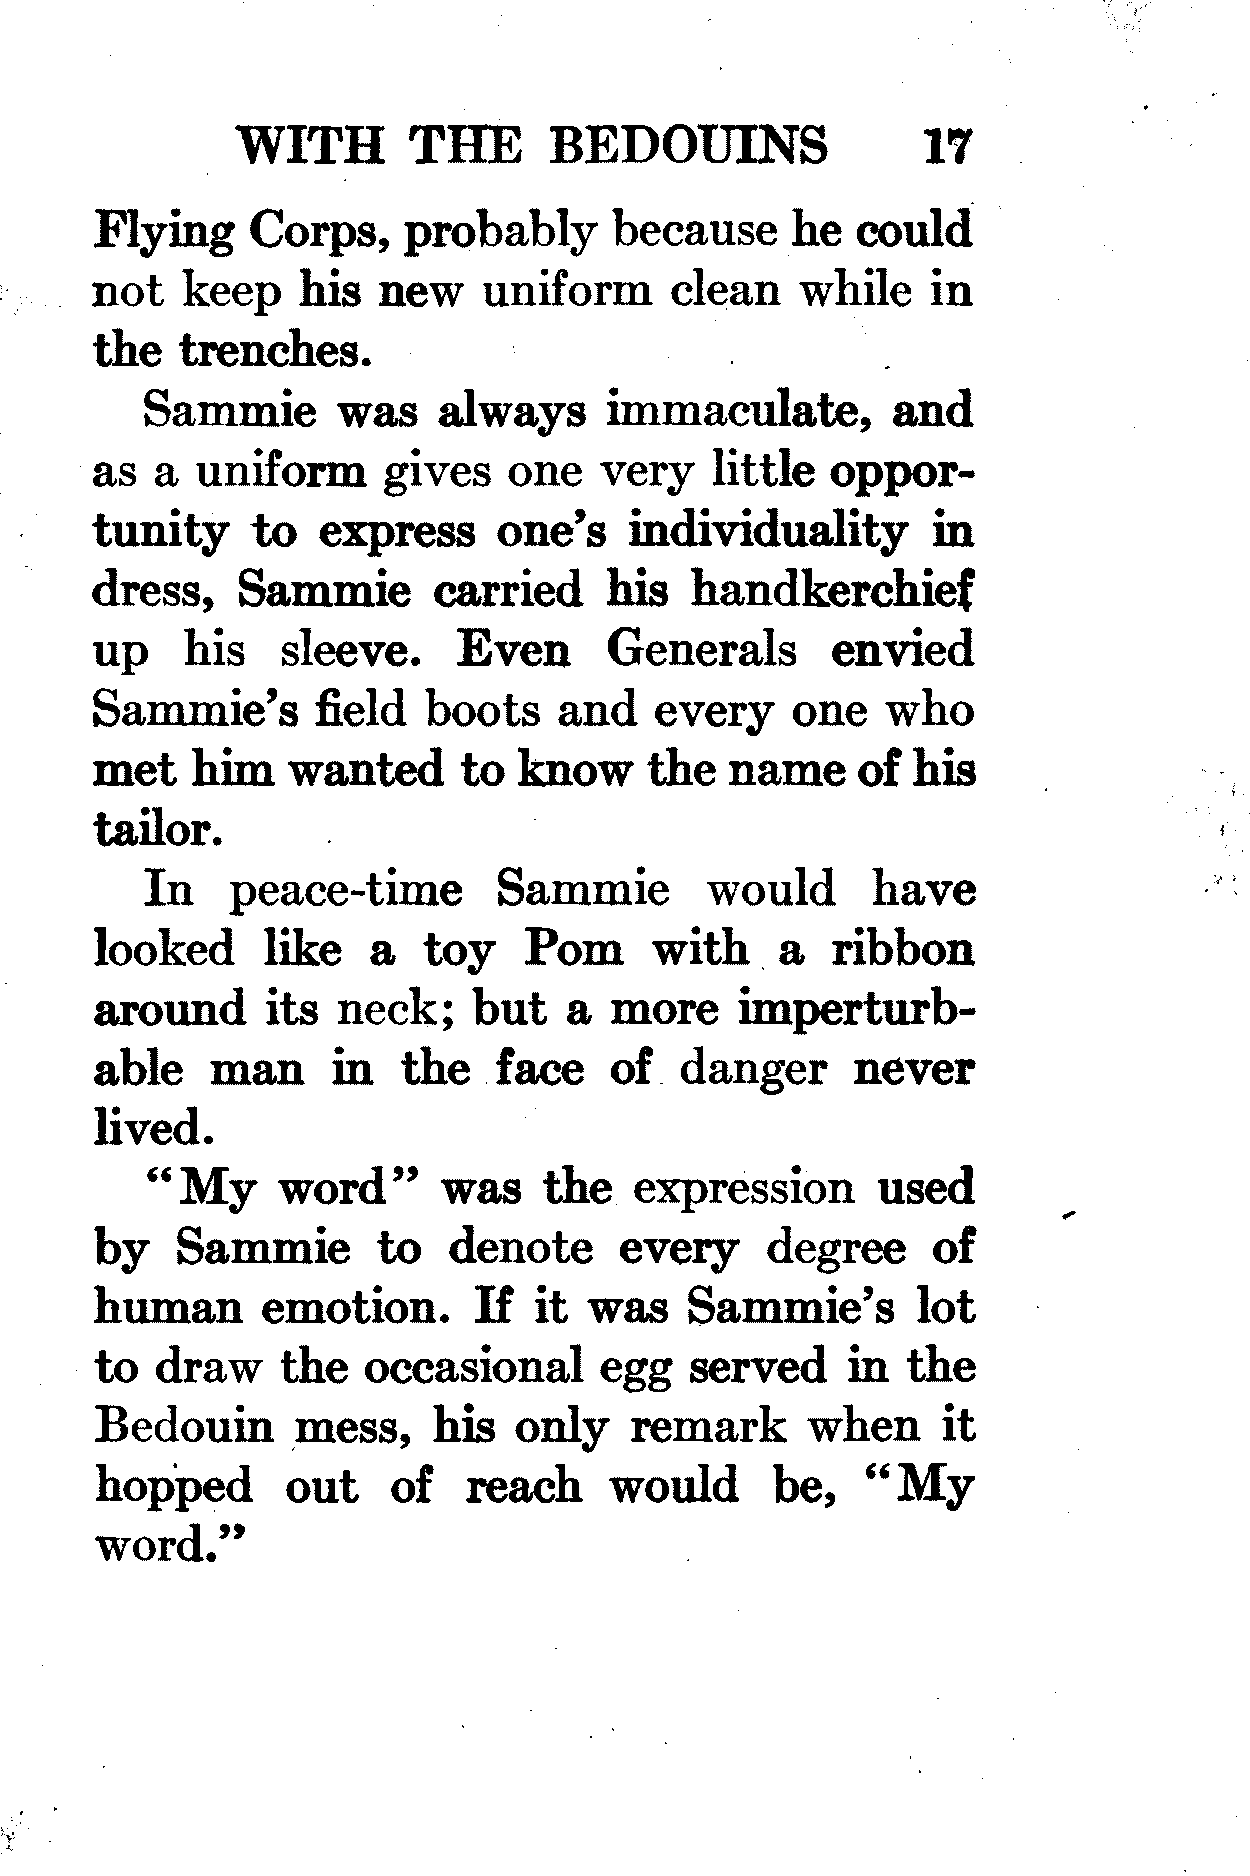 WITH THE BEDOUINS 17
Flying Corps, probably because he could
not keep his new uniform clean while in
the trenches.
Sammie was always immaculate, and
as a uniform gives one very little oppor-
tunity to express one's individuality in
dress, Sammie carried his handkerchief
up his sleeve. Even Generals envied
Sammie's field boots and every one who
met him wanted to know the name of his
tailor.
In peace-time Sammie would have
looked like a toy Pom with a ribbon
around its neck; but a more imperturb-
able man in the face of danger never
lived.
"My word" was the expression used
by Sammie to denote every degree of
human emotion. If it was Sammie's lot
to draw the occasional egg served in the
Bedouin mess, his only remark when it
hopped out of reach would be, "My
word."